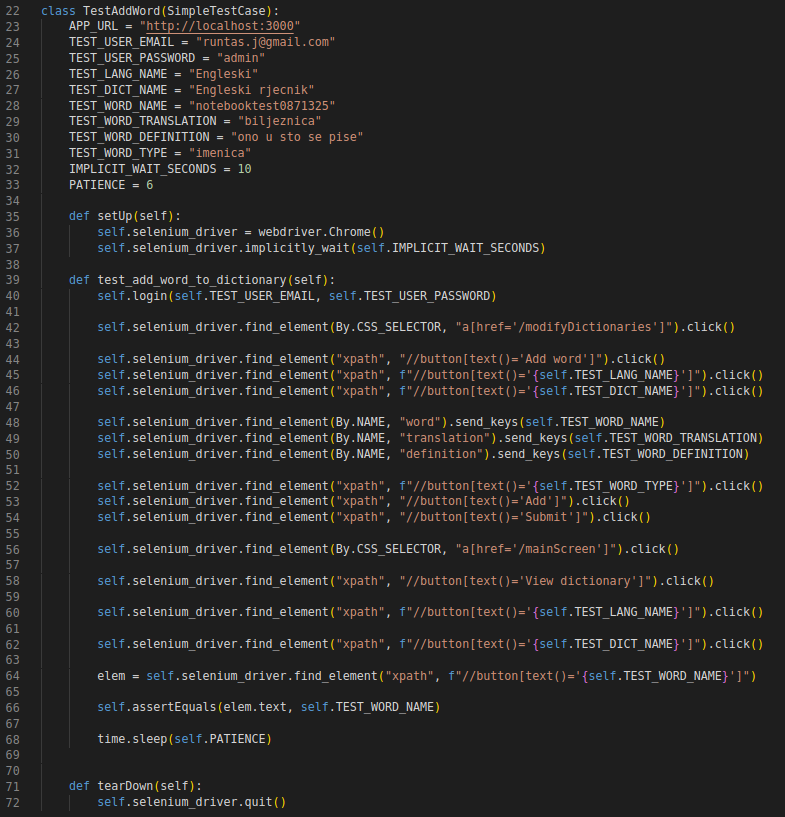 22 class TestAddWord(SimpleTestCase):
23     APP_URL = "http://localhost:3000"
24     TEST_USER_EMAIL = "runtas.j@gmail.com"
25     TEST_USER_PASSWORD = "admin"
26     TEST_LANG_NAME = "Engleski"
27     TEST_DICT_NAME = "Engleski rjecnik"
28     TEST_WORD_NAME = "notebooktest0871325"
29     TEST_WORD_TRANSLATION = "biljeznica"
30     TEST_WORD_DEFINITION = "ono u sto se pise"
31     TEST_WORD_TYPE = "imenica"
32     IMPLICIT_WAIT_SECONDS = 10
33     PATIENCE = 6
34
35     def setUp(self):
36         self.selenium_driver = webdriver.Chrome()
37         self.selenium_driver.implicitly_wait(self.IMPLICIT_WAIT_SECONDS)
38
39     def test_add_word_to_dictionary(self):
40         self.login(self.TEST_USER_EMAIL, self.TEST_USER_PASSWORD)
41
42         self.selenium_driver.find_element(By.CSS_SELECTOR, "a[href='/modifyDictionaries']").click()
43
44         self.selenium_driver.find_element("xpath", "//button[text()='Add word']").click()
45         self.selenium_driver.find_element("xpath", f"//button[text()='{self.TEST_LANG_NAME}']").click()
46         self.selenium_driver.find_element("xpath", f"//button[text()='{self.TEST_DICT_NAME}']").click()
47
48         self.selenium_driver.find_element(By.NAME, "word").send_keys(self.TEST_WORD_NAME)
49         self.selenium_driver.find_element(By.NAME, "translation").send_keys(self.TEST_WORD_TRANSLATION)
50         self.selenium_driver.find_element(By.NAME, "definition").send_keys(self.TEST_WORD_DEFINITION)
51
52         self.selenium_driver.find_element("xpath", f"//button[text()='{self.TEST_WORD_TYPE}']").click()
53         self.selenium_driver.find_element("xpath", "//button[text()='Add']").click()
54         self.selenium_driver.find_element("xpath", "//button[text()='Submit']").click()
55
56         self.selenium_driver.find_element(By.CSS_SELECTOR, "a[href='/mainScreen']").click()
57
58         self.selenium_driver.find_element("xpath", "//button[text()='View dictionary']").click()
59
60         self.selenium_driver.find_element("xpath", f"//button[text()='{self.TEST_LANG_NAME}']").click()
61
62         self.selenium_driver.find_element("xpath", f"//button[text()='{self.TEST_DICT_NAME}']").click()
63
64         elem = self.selenium_driver.find_element("xpath", f"//button[text()='{self.TEST_WORD_NAME}']")
65
66         self.assertEquals(elem.text, self.TEST_WORD_NAME)
67
68         time.sleep(self.PATIENCE)
69
70
71     def tearDown(self):
72         self.selenium_driver.quit()